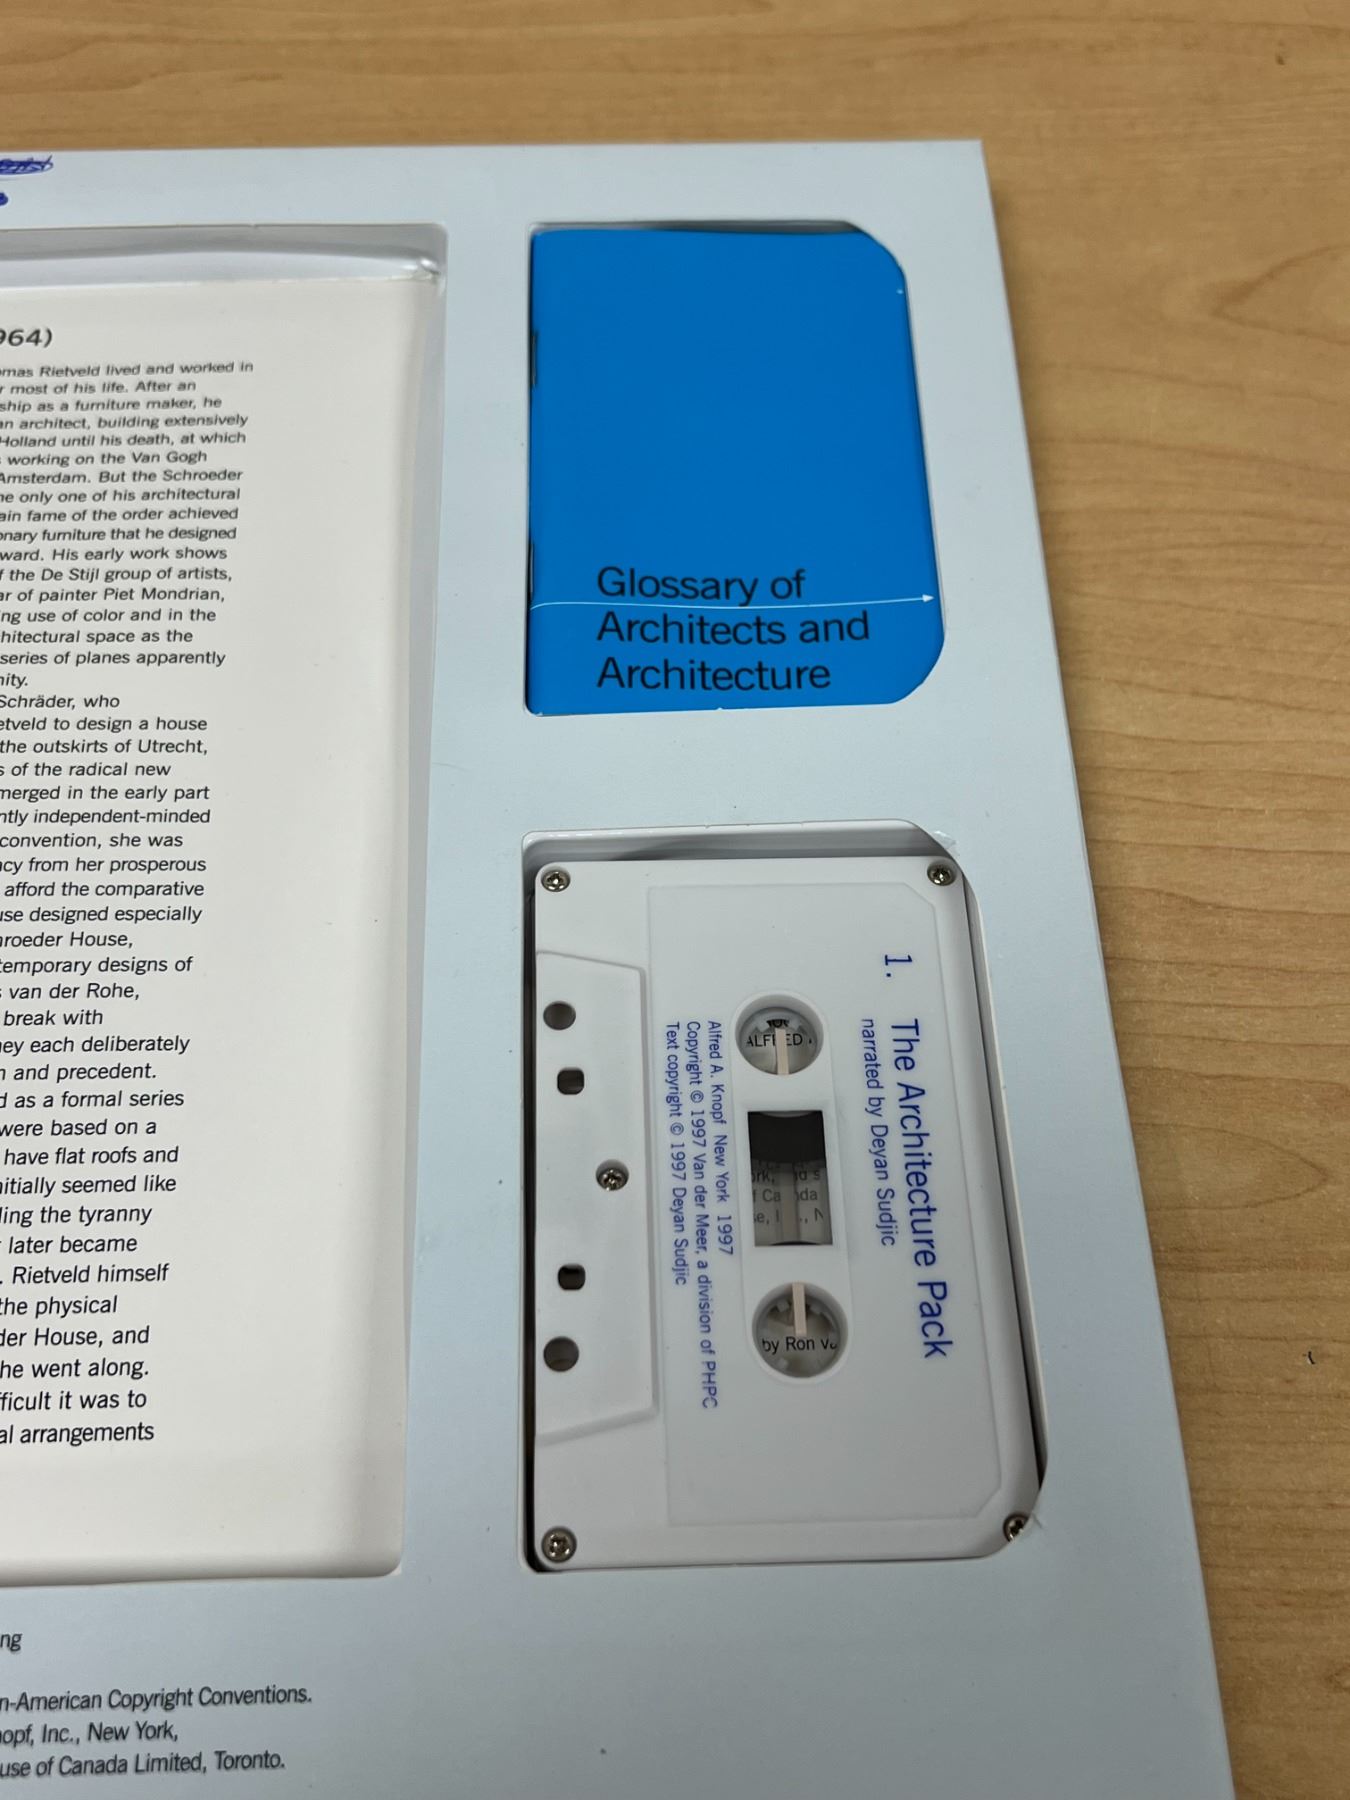 964)
mas Rietveld lived and worked in
most of his life. After an
ship as a furniture maker, he
an architect, building extensively
Holland until his death, at which
working on the Van Gogh
Amsterdam. But the Schroeder
he only one of his architectural
ain fame of the order achieved
onary furniture that he designed
ward. His early work shows
f the De Stijl group of artists,
ar of painter Piet Mondrian,
ng use of color and in the
hitectural space as the
series of planes apparently
nity.
Schräder, who
etveld to design a house
the outskirts of Utrecht,
s of the radical new
merged in the early part
ntly independent-minded
convention, she was
cy from her prosperous
afford the comparative
use designed especially
hroeder House,
temporary designs of
s van der Rohe,
break with
hey each deliberately
n and precedent.
d as a formal series
were based on a
have flat roofs and
nitially seemed like
ling the tyranny
later became
. Rietveld himself
the physical
der House, and
he went along.
fficult it was to
al arrangements
ng
n-American Copyright Conventions.
nopf, Inc., New York,
use of Canada Limited, Toronto.
Glossary of
Architects and
Architecture
1. The Architecture Pack
narrated by Deyan Sudjic
ALFRED
by Ron
Alfred A. Knopf New York 1997
Copyright © 1997 Van der Meer, a division of PHPC
Text copyright © 1997 Deyan Sudjic